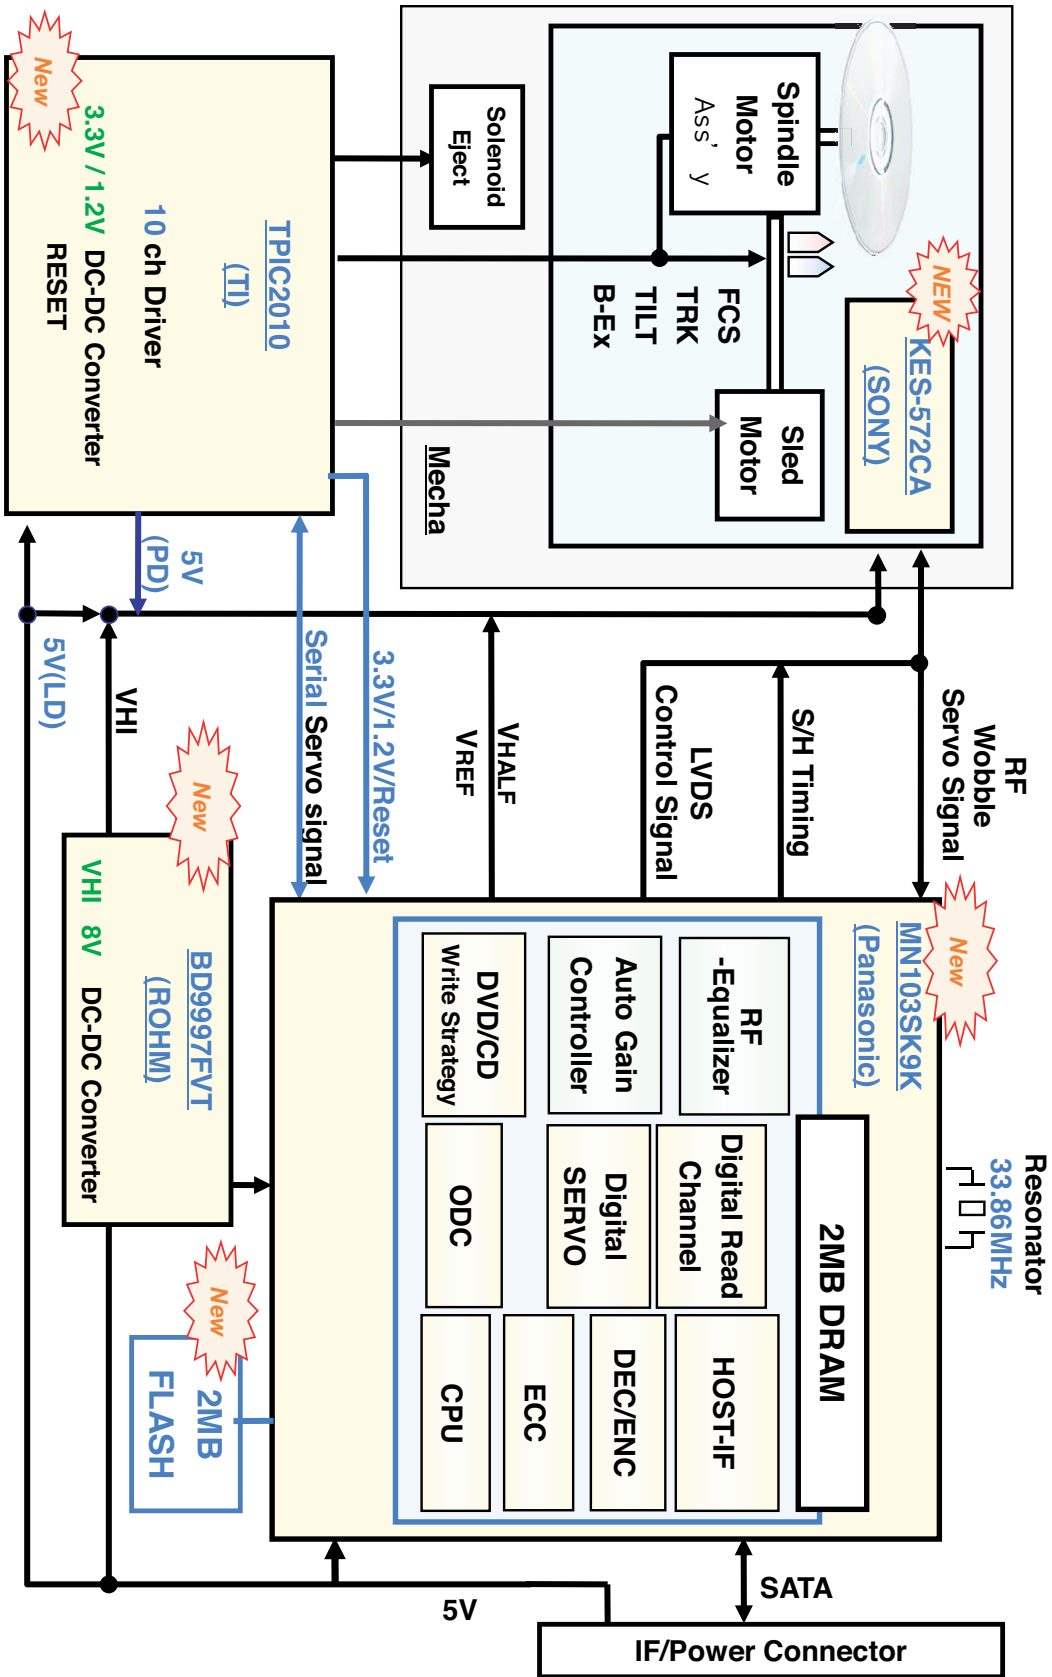 Spindle
Motor
Ass’y
NEW
KES-572CA
(SONY)
Sled
Motor
FCS
TRK
TILT
B-Ex
Solenoid
Eject
Mecha
New
TPIC2010
(TI)
10 ch Driver
3.3V / 1.2V DC-DC Converter
RESET
5V
(PD)
5V(LD)
VHI
3.3V/1.2V/Reset
Serial Servo signal
VHALF
VREF
LVDS
Control Signal
S/H Timing
RF
Wobble
Servo Signal
New
MN103SK9K
(Panasonic)
Resonator
33.86MHz
RF
-Equalizer
Auto Gain
Controller
DVD/CD
Write Strategy
2MB DRAM
Digital Read
Channel
Digital
SERVO
ODC
HOST-IF
DEC/ENC
ECC
CPU
New
BD9997FVT
(ROHM)
VHI 8V DC-DC Converter
New
2MB
FLASH
SATA
5V
IF/Power Connector